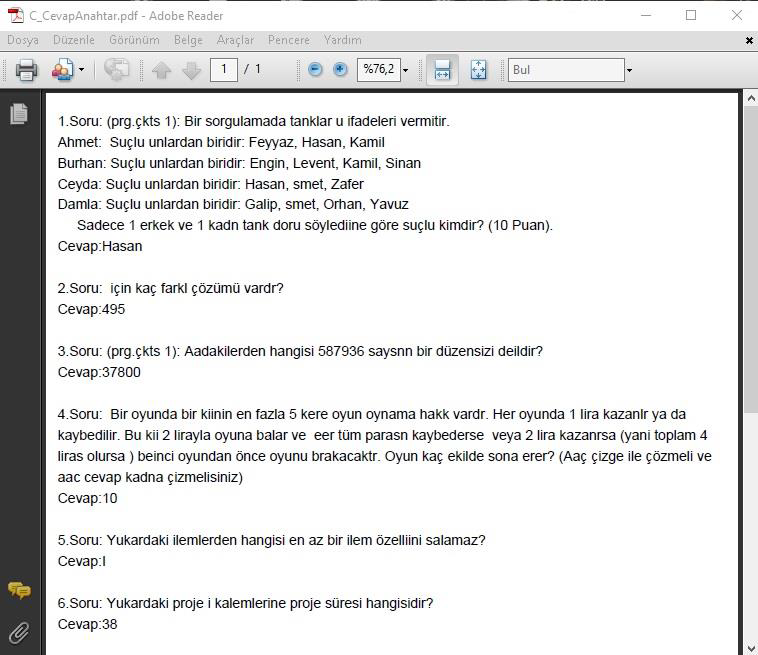 C_CevapAnahtar.pdf - Adobe Reader
Dosya Düzenle Görünüm Belge Araçlar Pencere Yardım
1 / 1 %76,2 Bul
1.Soru: (prg.çkts 1): Bir sorgulamada tanklar u ifadeleri vermitir.
Ahmet: Suçlu unlardan biridir: Feyyaz, Hasan, Kamil
Burhan: Suçlu unlardan biridir: Engin, Levent, Kamil, Sinan
Ceyda: Suçlu unlardan biridir: Hasan, smet, Zafer
Damla: Suçlu unlardan biridir: Galip, smet, Orhan, Yavuz
Sadece 1 erkek ve 1 kadn tank doru söylediine göre suçlu kimdir? (10 Puan).
Cevap:Hasan
2.Soru: için kaç farkl çözümü vardr?
Cevap:495
3.Soru: (prg.çkts 1): Aadakilerden hangisi 587936 saysnn bir düzensizi deildir?
Cevap:37800
4.Soru: Bir oyunda bir kiinin en fazla 5 kere oyun oynama hakk vardr. Her oyunda 1 lira kazanlr ya da
kaybedilir. Bu kii 2 lirayla oyuna balar ve eer tüm parasn kaybederse veya 2 lira kazanrsa (yani toplam 4
liras olursa ) beinci oyundan önce oyunu brakacaktr. Oyun kaç ekilde sona erer? (Aaç çizge ile çözmeli ve
aac cevap kadna çizmelisiniz)
Cevap:10
5.Soru: Yukardaki ilemlerden hangisi en az bir ilem özelliini salamaz?
Cevap:I
6.Soru: Yukardaki proje i kalemlerine proje süresi hangisidir?
Cevap:38